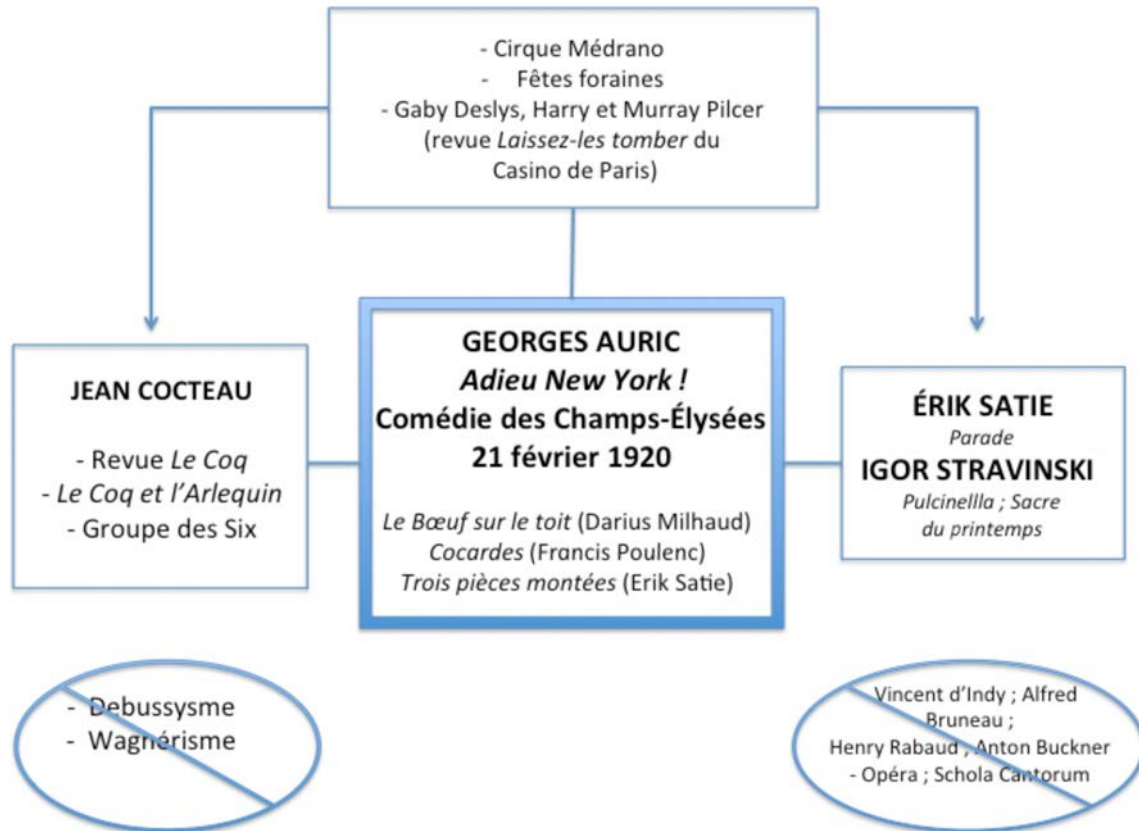 - Cirque Médrano
- Fêtes foraines
- Gaby Deslys, Harry et Murray Pilcer
(revue Laissez-les tomber du
Casino de Paris)
JEAN COCTEAU
- Revue Le Coq
- Le Coq et l'Arlequin
- Groupe des Six
GEORGES AURIC
Adieu New York !
Comédie des Champs-Élysées
21 février 1920
Le Bœuf sur le toit (Darius Milhaud)
Cocardes (Francis Poulenc)
Trois pièces montées (Erik Satie)
ÉRIK SATIE
Parade
IGOR STRAVINSKI
Pulcinellla ; Sacre
du printemps
- Debussysme
- Wagnérisme
Vincent d'Indy ; Alfred
Bruneau ;
Henry Rabaud ; Anton Buckner
- Opéra ; Schola Cantorum